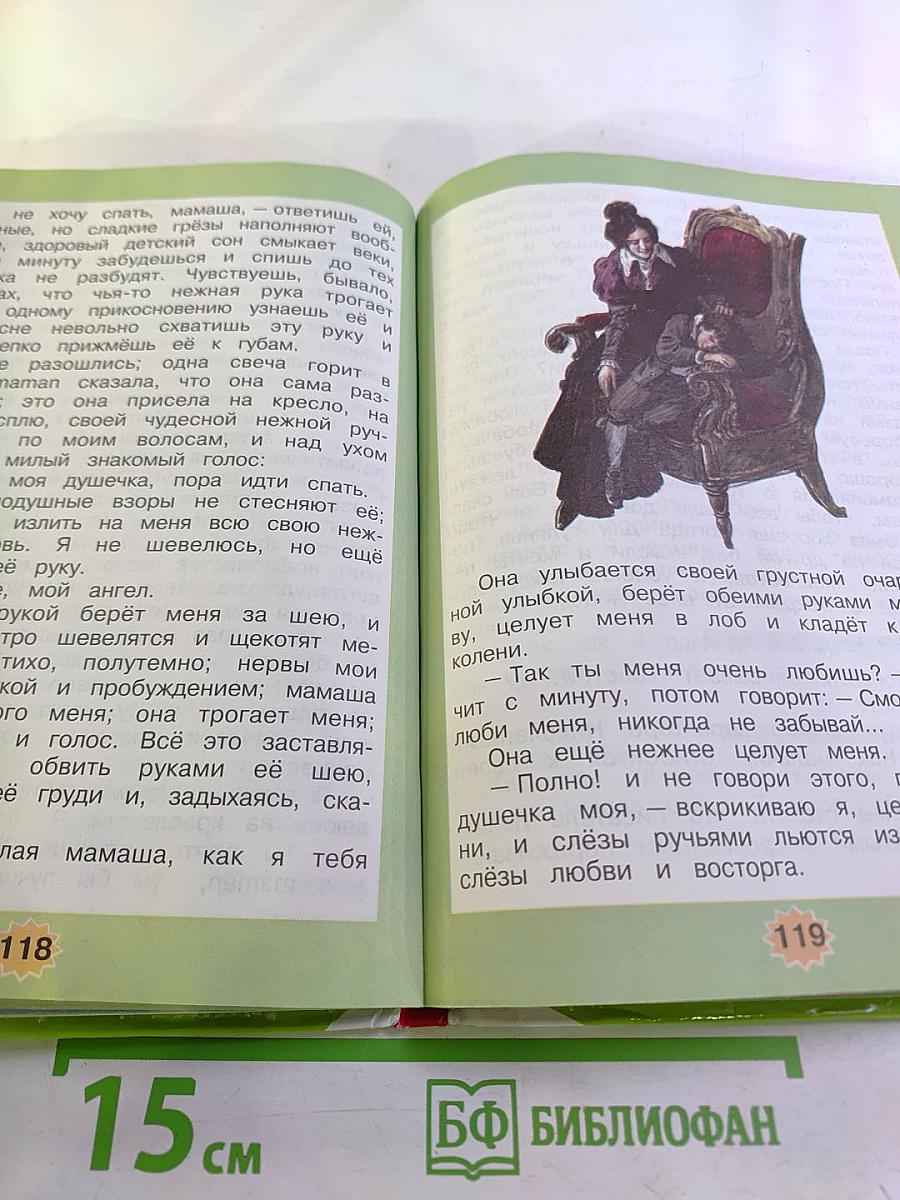 не хочу спать, мамаша, — ответишь ей,
ные, но сладкие грёзы наполняют вооб-
е, здоровый детский сон смыкает веки,
минуту забудешься и спишь до тех
ка не разбудят. Чувствуешь, бывало,
ах, что чья-то нежная рука трогает
одному прикосновению узнаешь её и
сне невольно схватишь эту руку и
епко прижмёшь её к губам.
е разошлись; одна свеча горит в
maman сказала, что она сама раз-
; это она присела на кресло, на
сплю, своей чудесной нежной руч-
по моим волосам, и над ухом
милый знакомый голос:
моя душечка, пора идти спать.
нодушные взоры не стесняют её;
излить на меня всю свою неж-
овь. Я не шевелюсь, но ещё
её руку.
е, мой ангел.
рукой берёт меня за шею, и
тро шевелятся и щекотят ме-
тихо, полутемно; нервы мои
кой и пробуждением; мамаша
ого меня; она трогает меня;
и голос. Всё это заставля-
обвить руками её шею,
её груди и, задыхаясь, ска-
лая мамаша, как я тебя
118
Она улыбается своей грустной очар
ной улыбкой, берёт обеими руками м
ву, целует меня в лоб и кладёт к
колени.
— Так ты меня очень любишь? —
чит с минуту, потом говорит: — Смо
люби меня, никогда не забывай...
Она ещё нежнее целует меня.
— Полно! и не говори этого, г
душечка моя, — вскрикиваю я, це
ни, и слёзы ручьями льются из
слёзы любви и восторга.
119
15 см
БФ БИБЛИОФАН